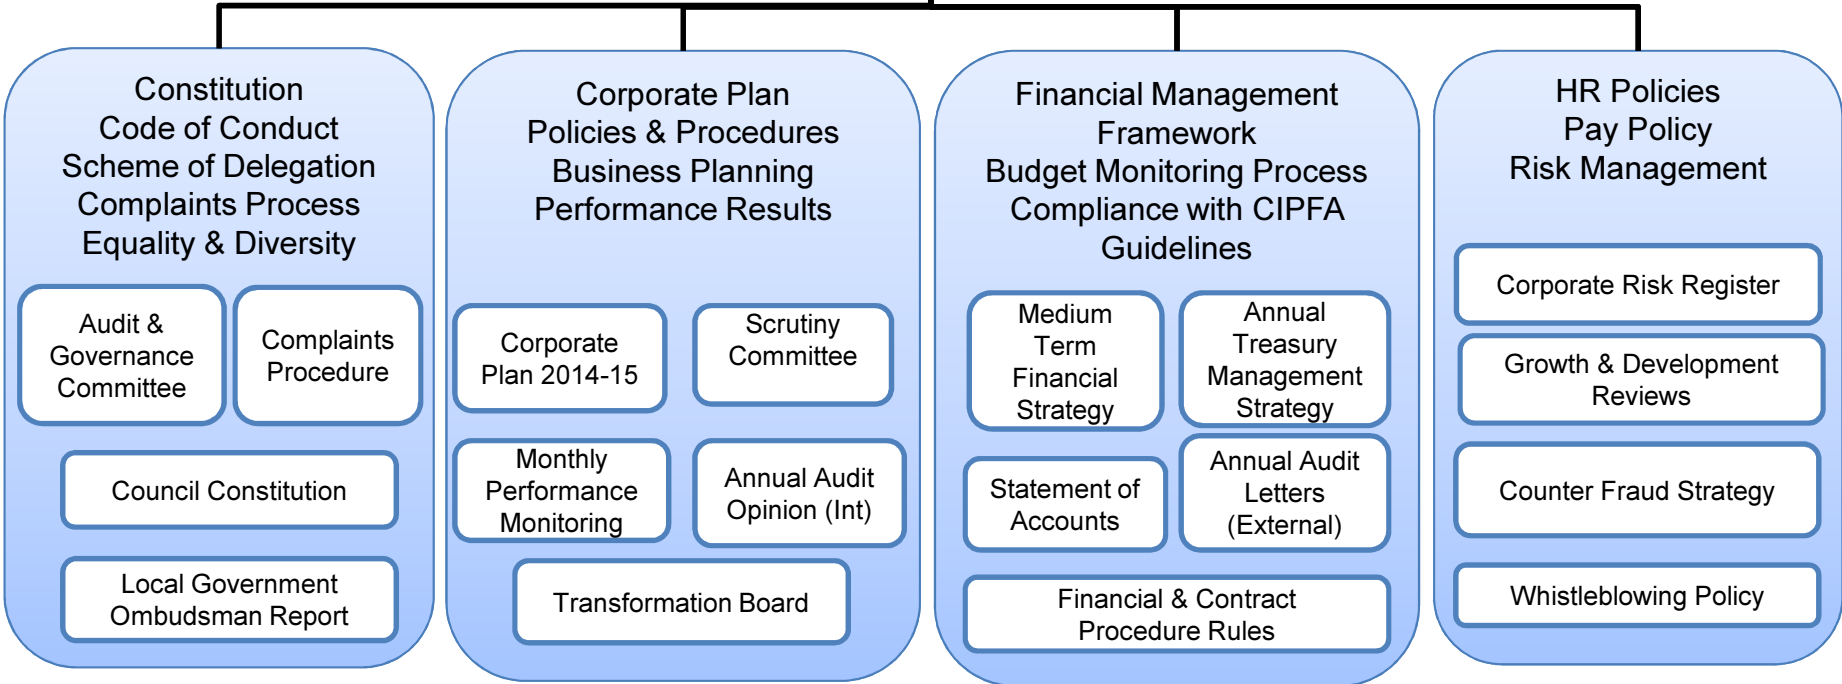 Constitution
Code of Conduct
Scheme of Delegation
Complaints Process
Equality & Diversity
Audit &
Governance
Committee
Complaints
Procedure
Council Constitution
Local Government
Ombudsman Report
Corporate Plan
Policies & Procedures
Business Planning
Performance Results
Corporate
Plan 2014-15
Scrutiny
Committee
Monthly
Performance
Monitoring
Annual Audit
Opinion (Int)
Transformation Board
Financial Management
Framework
Budget Monitoring Process
Compliance with CIPFA
Guidelines
Medium
Term
Financial
Strategy
Annual
Treasury
Management
Strategy
Statement of
Accounts
Annual Audit
Letters
(External)
Financial & Contract
Procedure Rules
HR Policies
Pay Policy
Risk Management
Corporate Risk Register
Growth & Development
Reviews
Counter Fraud Strategy
Whistleblowing Policy